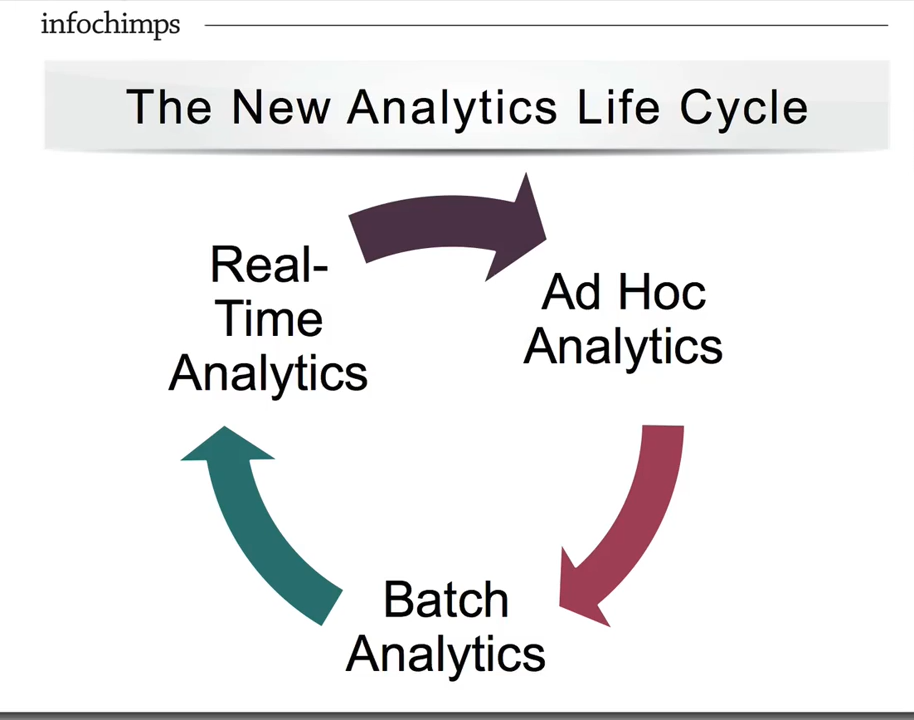 infochimps
The New Analytics Life Cycle
Real-
Time
Analytics
Ad Hoc
Analytics
Batch
Analytics